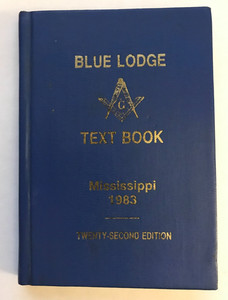 BLUE LODGE
G
TEXT BOOK
Mississippi
1983
TWENTY-SECOND EDITION